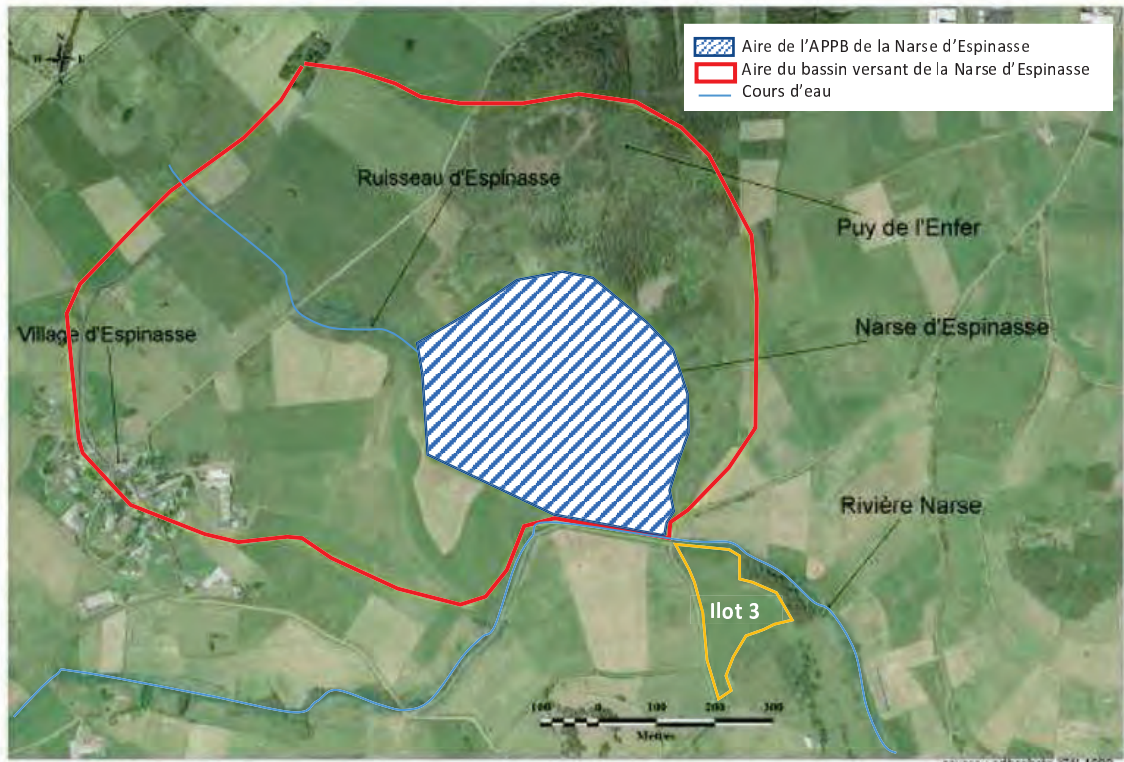 Aire de l'APPB de la Narse d'Espinasse
Aire du bassin versant de la Narse d'Espinasse
Cours d'eau
N
W E
S
Ruisseau d'Espinasse
Puy de l'Enfer
Village d'Espinasse
Narse d'Espinasse
Rivière Narse
Ilot 3
100 0 100 200 300
Mètres